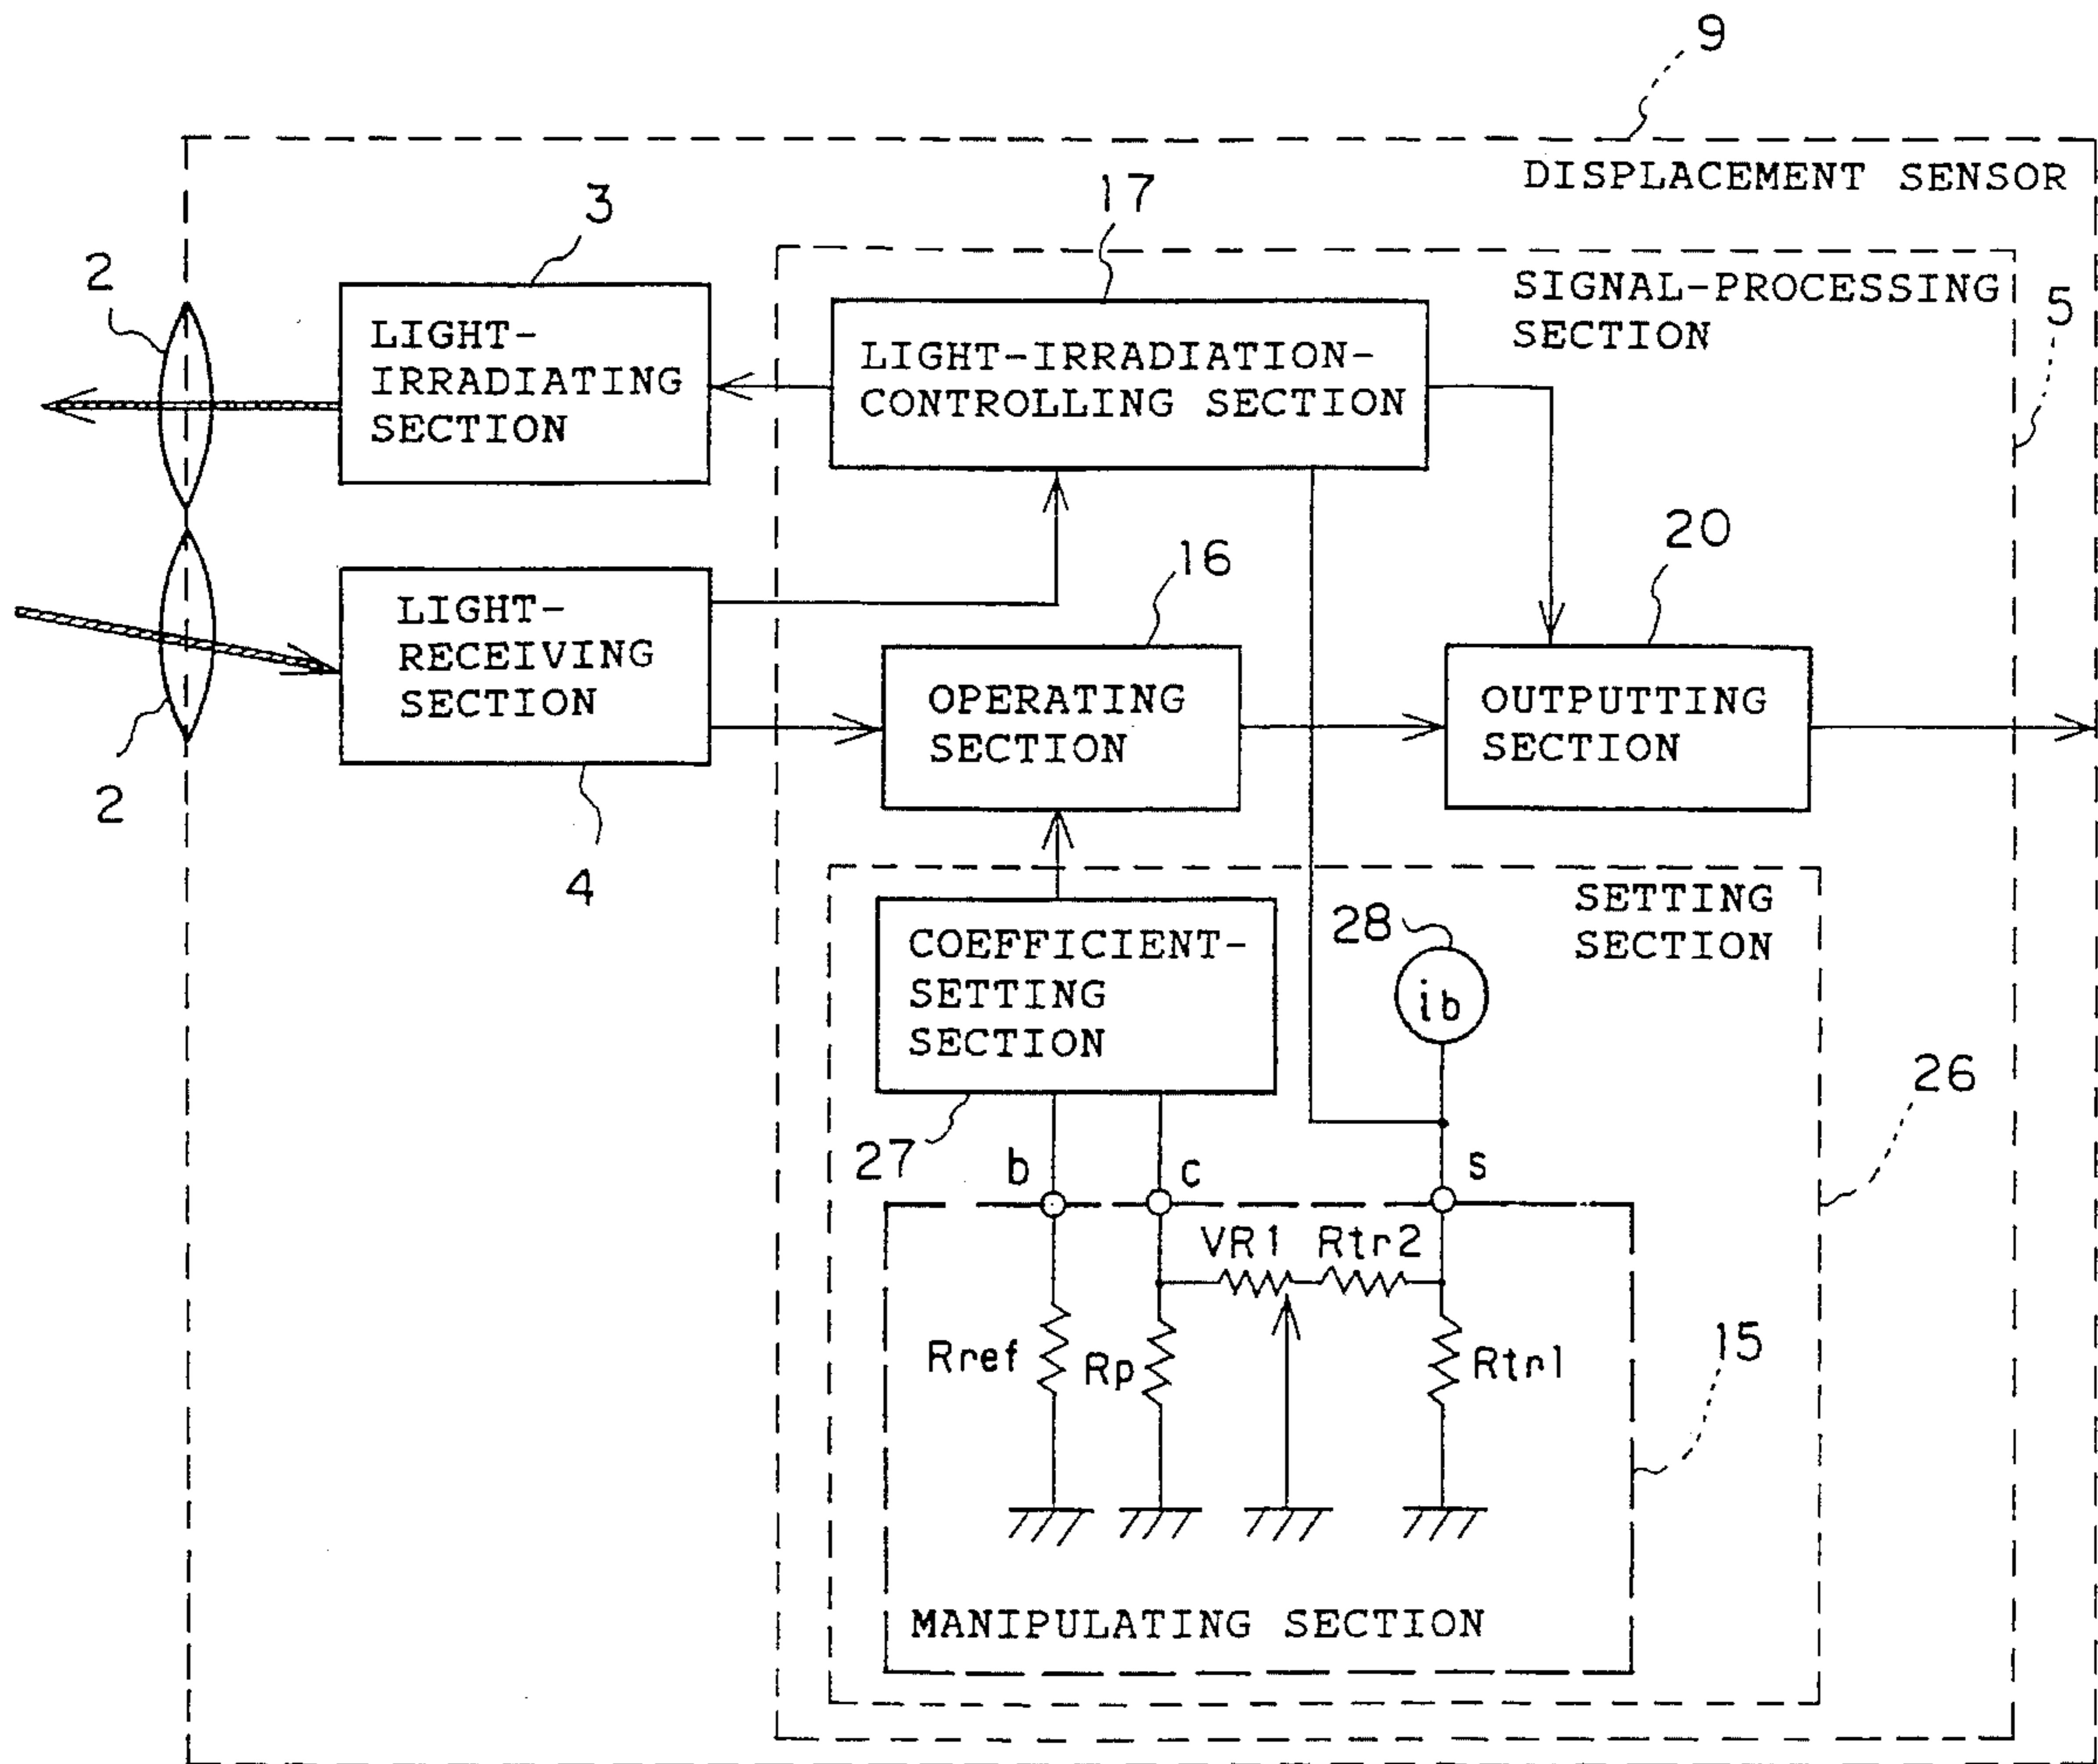 9
DISPLACEMENT SENSOR
17
3
2
SIGNAL-PROCESSING
SECTION
5
LIGHT-
IRRADIATING
SECTION
LIGHT-IRRADIATION-
CONTROLLING SECTION
20
16
LIGHT-
RECEIVING
SECTION
OPERATING
SECTION
OUTPUTTING
SECTION
2
4
SETTING
SECTION
COEFFICIENT-
SETTING
SECTION
28
ib
26
27
b
c
s
VR1
Rtr2
Rref
Rp
Rtr1
15
MANIPULATING SECTION